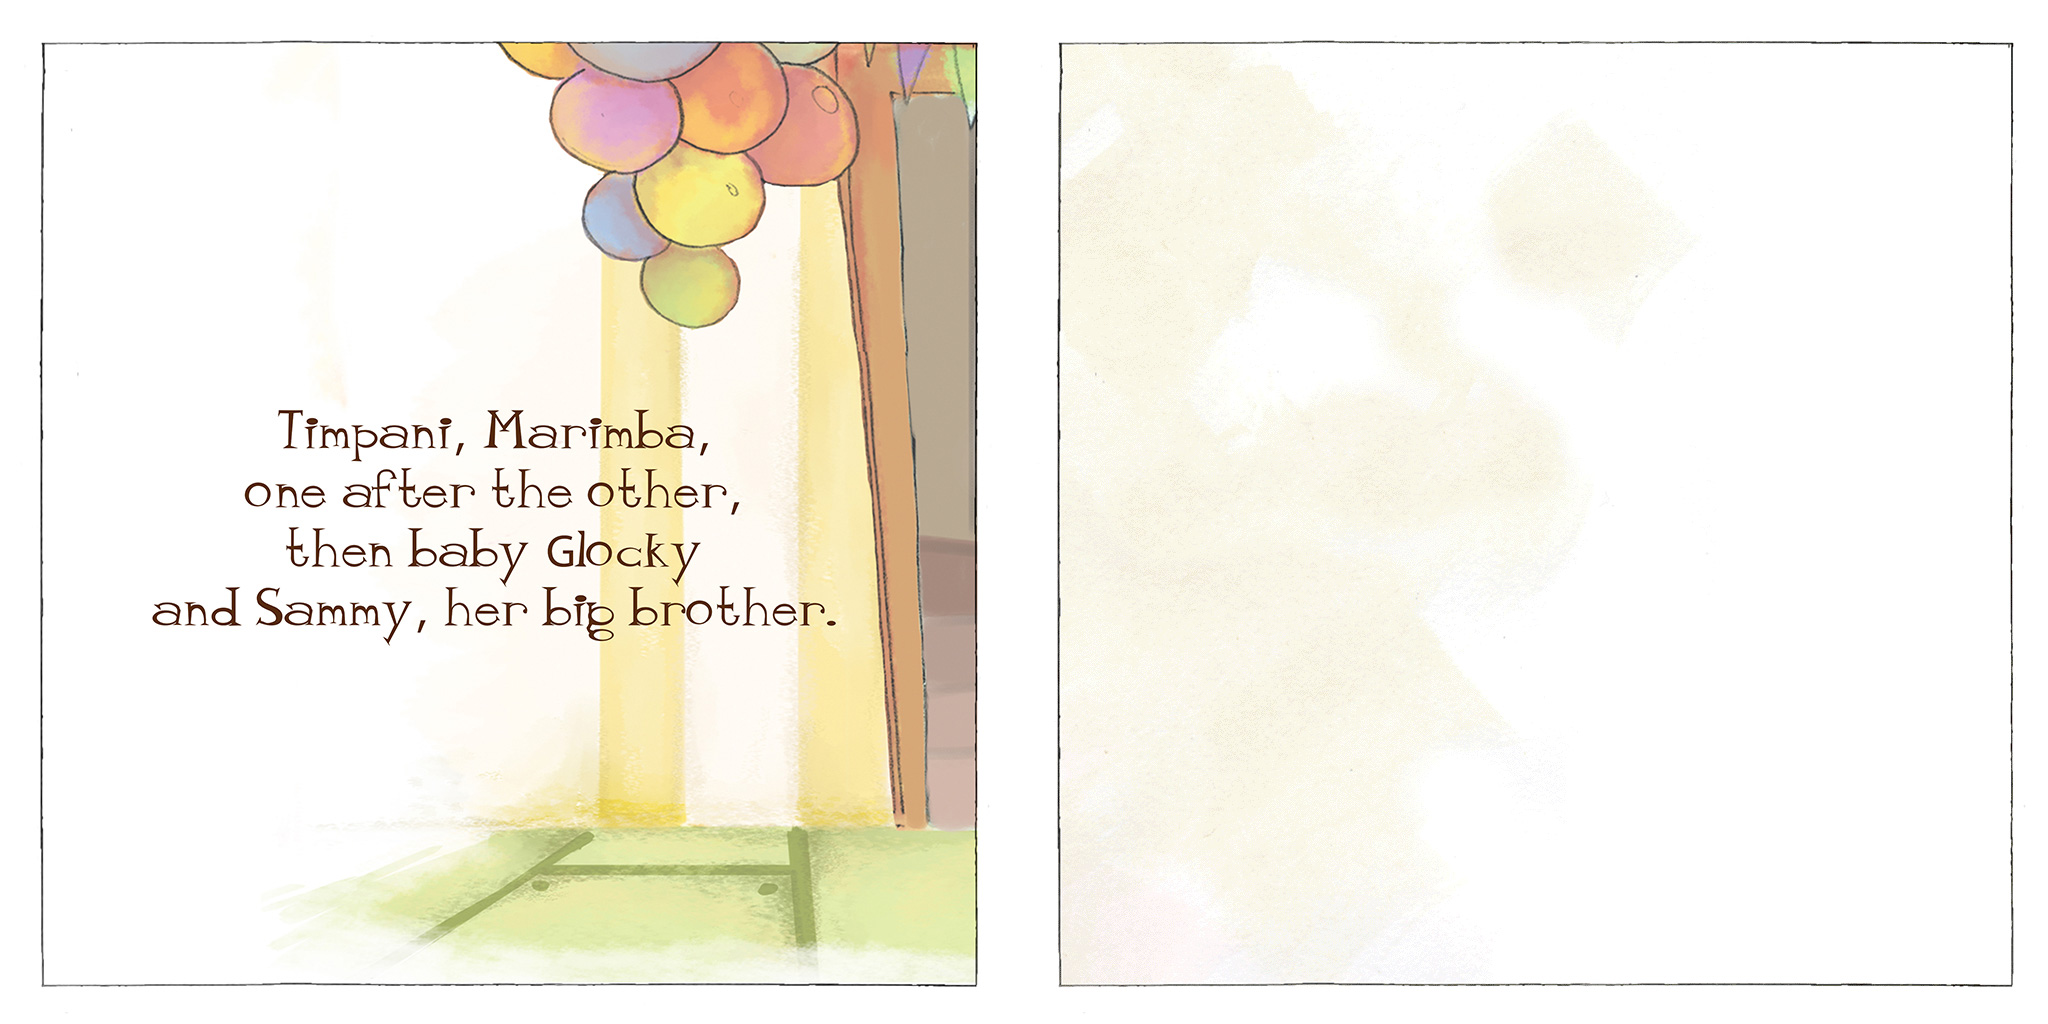 Timpani, Marimba,
one after the other,
then baby Glocky
and Sammy, her big brother.